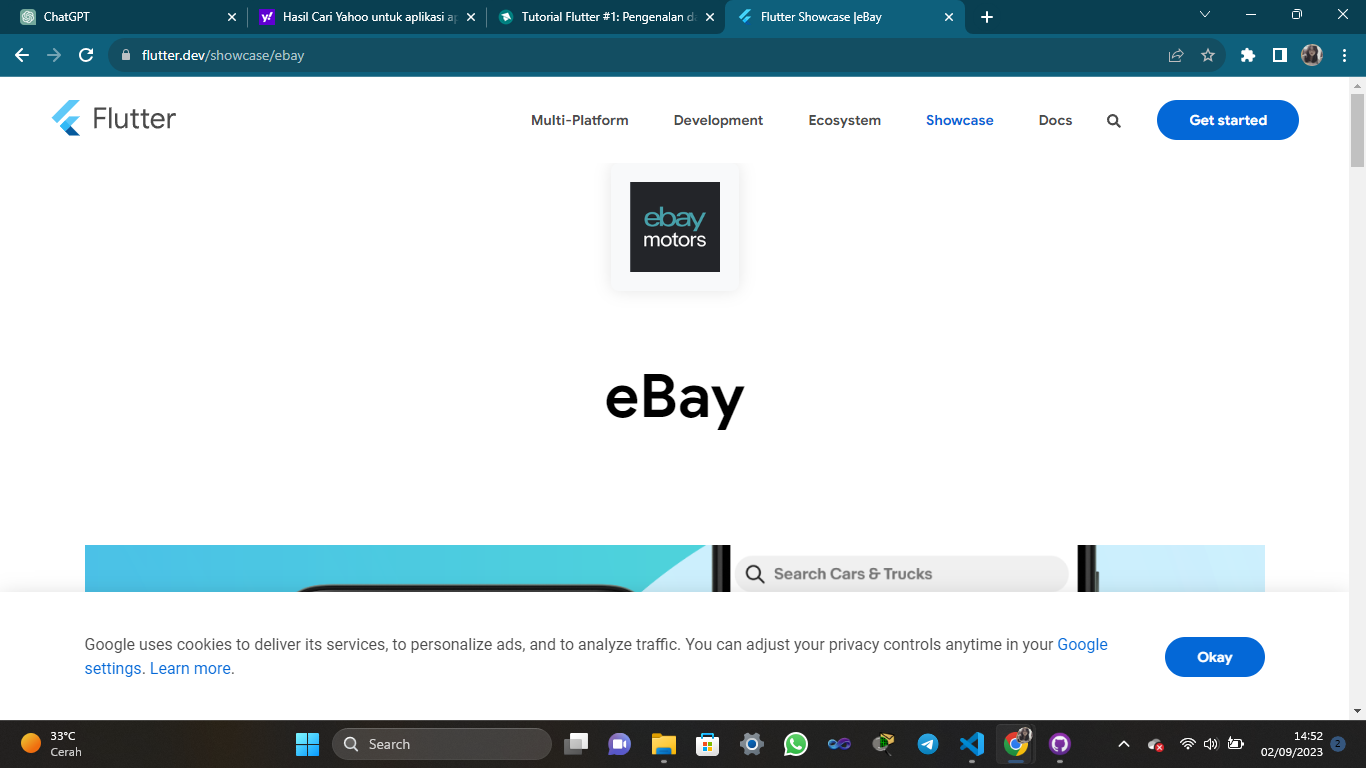 ChatGPT
Hasil Cari Yahoo untuk aplikasi ap
Tutorial Flutter #1: Pengenalan da
Flutter Showcase |eBay
flutter.dev/showcase/ebay
Flutter
Multi-Platform
Development
Ecosystem
Showcase
Docs
Get started
ebay
motors
eBay
Search Cars & Trucks
Google uses cookies to deliver its services, to personalize ads, and to analyze traffic. You can adjust your privacy controls anytime in your Google
settings. Learn more.
Okay
33°C
Cerah
Search
14:52
02/09/2023
2